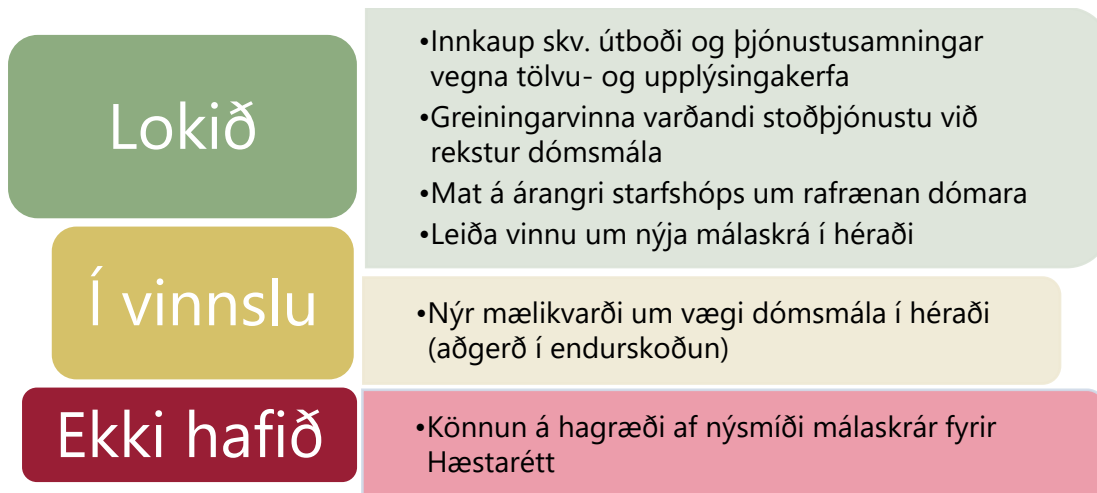 Lokið
•Innkaup skv. útboði og þjónustusamningar
vegna tölvu- og upplýsingakerfa
•Greiningarvinna varðandi stoðþjónustu við
rekstur dómsmála
•Mat á árangri starfshóps um rafrænan dómara
•Leiða vinnu um nýja málaskrá í héraði
Í vinnslu
•Nýr mælikvarði um vægi dómsmála í héraði
(aðgerð í endurskoðun)
Ekki hafið
•Könnun á hagræði af nýsmíði málaskrár fyrir
Hæstarétt